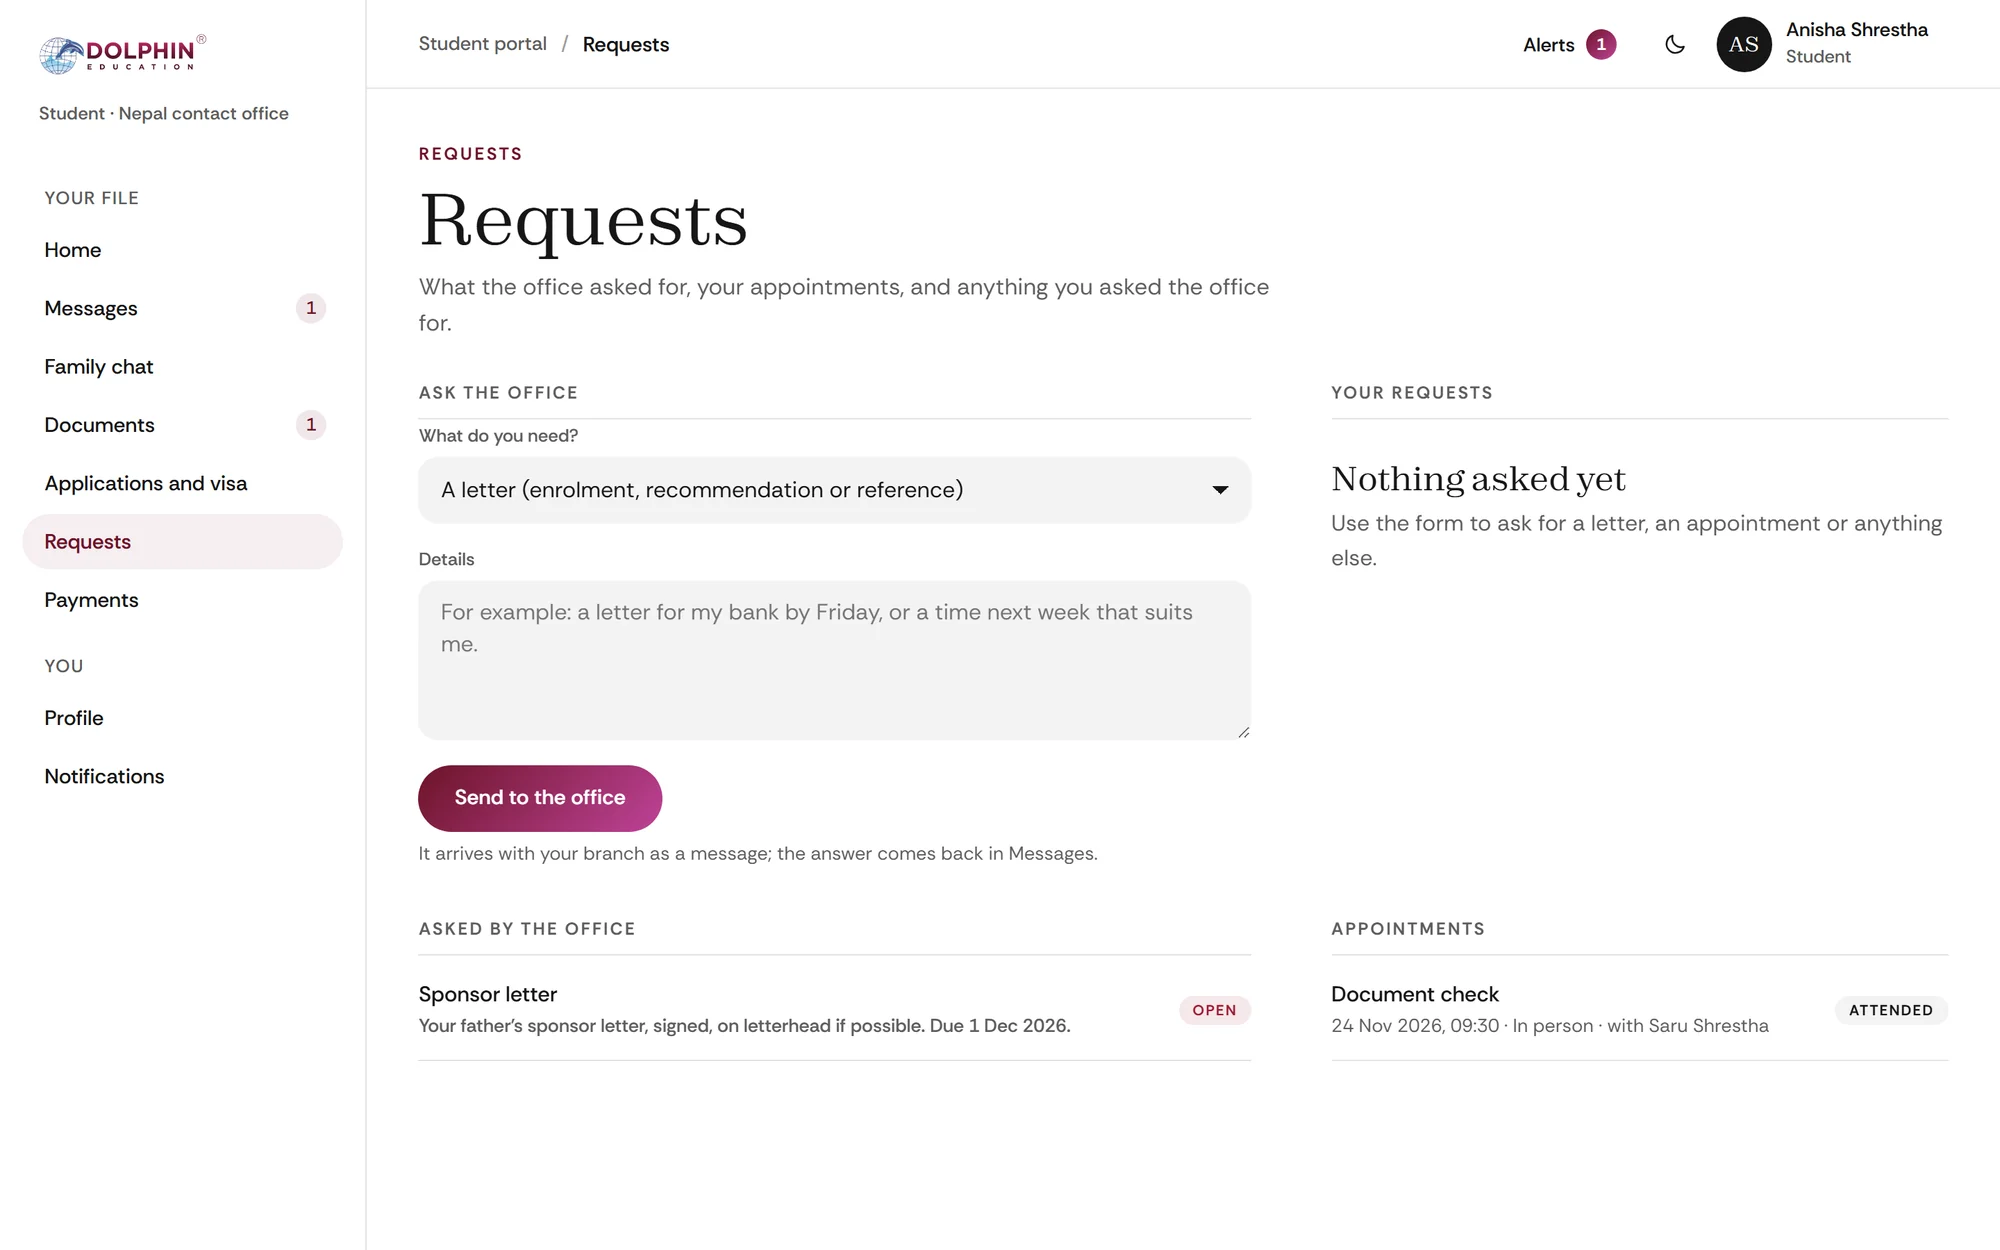 DOLPHIN®
EDUCATION
Student · Nepal contact office
YOUR FILE
Home
Messages 1
Family chat
Documents 1
Applications and visa
Requests
Payments
YOU
Profile
Notifications
Student portal / Requests
Alerts 1
AS
Anisha Shrestha
Student
REQUESTS
Requests
What the office asked for, your appointments, and anything you asked the office
for.
ASK THE OFFICE
What do you need?
A letter (enrolment, recommendation or reference)
Details
For example: a letter for my bank by Friday, or a time next week that suits
me.
Send to the office
It arrives with your branch as a message; the answer comes back in Messages.
YOUR REQUESTS
Nothing asked yet
Use the form to ask for a letter, an appointment or anything
else.
ASKED BY THE OFFICE
Sponsor letter
Your father's sponsor letter, signed, on letterhead if possible. Due 1 Dec 2026.
OPEN
APPOINTMENTS
Document check
24 Nov 2026, 09:30 · In person · with Saru Shrestha
ATTENDED